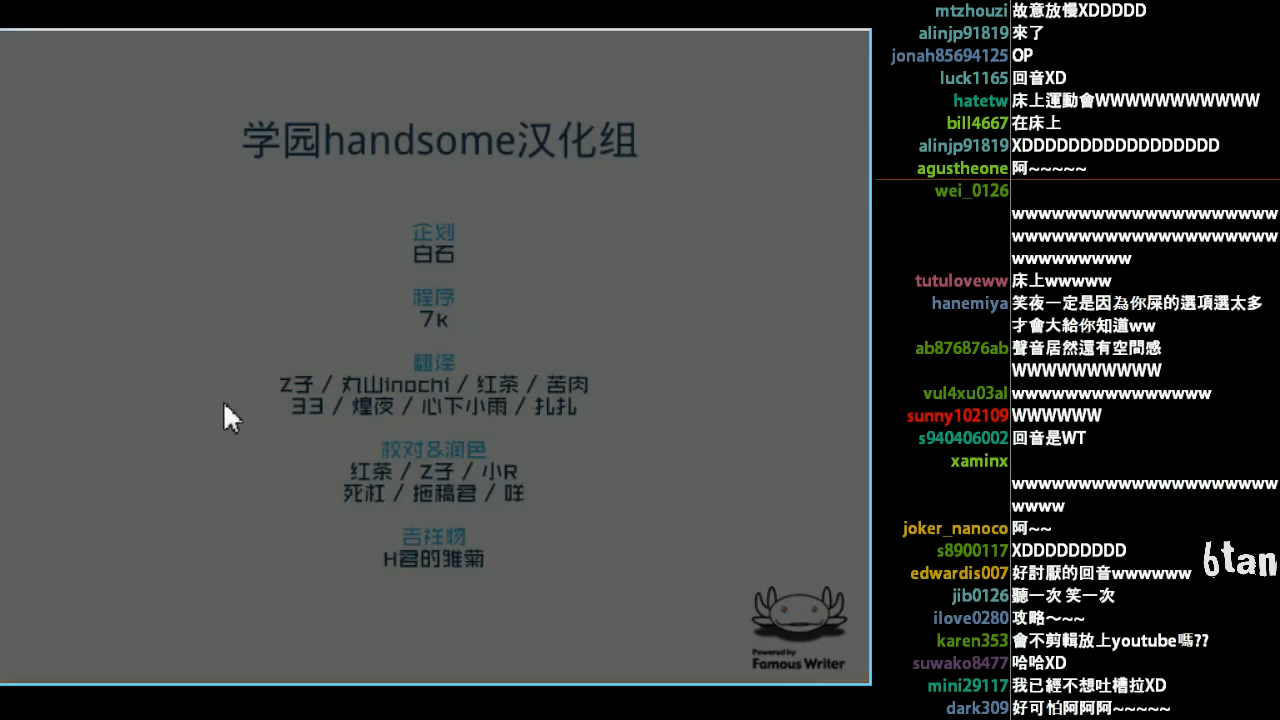 学园handsome汉化组
企划
白石
程序
7k
翻译
Z子 / 丸山inochi / 红茶 / 苦肉
33 / 煌夜 / 心下小雨 / 扎扎
校对&润色
红茶 / Z子 / 小R
死杠 / 拖稿君 / 咩
吉祥物
H君的雏菊
Powered by
Famous Writer
mtzhouzi 故意放慢XDDDDD
alinjp91819 來了
jonah85694125 OP
luck1165 回音XD
hatetw 床上運動會WWWWWWWWWWW
bill4667 在床上
alinjp91819 XDDDDDDDDDDDDDDDDD
agustheone 阿~~~~~
wei_0126
wwwwwwwwwwwwwwwwwww
wwwwwwwwwwwwwwwwwww
wwwwwwwww
tutuloveww 床上wwwww
hanemiya 笑夜一定是因為你屎的選項選太多
才會大給你知道ww
ab876876ab 聲音居然還有空間感
WWWWWWWWWW
vul4xu03al wwwwwwwwwwwwwww
sunny102109 WWWWWW
s940406002 回音是WT
xaminx
wwwwwwwwwwwwwwwwwww
wwww
joker_nanoco 阿~~
s8900117 XDDDDDDDDD
edwardis007 好討厭的回音wwwwww
jib0126 聽一次 笑一次
ilove0280 攻略～~~
karen353 會不剪輯放上youtube嗎??
suwako8477 哈哈XD
mini29117 我已經不想吐槽拉XD
dark309 好可怕阿阿阿~~~~~
6tan